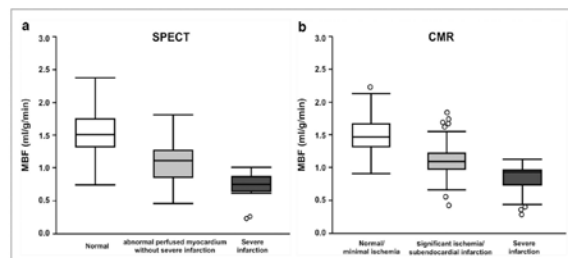 a
SPECT
MBF (ml/g/min)
3.0
2.5
2.0
1.5
1.0
0.5
0.0
Normal
abnormal perfused myocardium
without severe infarction
Severe
infarction
b
CMR
MBF (ml/g/min)
3.0
2.5
2.0
1.5
1.0
0.5
0.0
Normal/
minimal ischemia
Significant ischemia/
subendocardial infarction
Severe
infarction